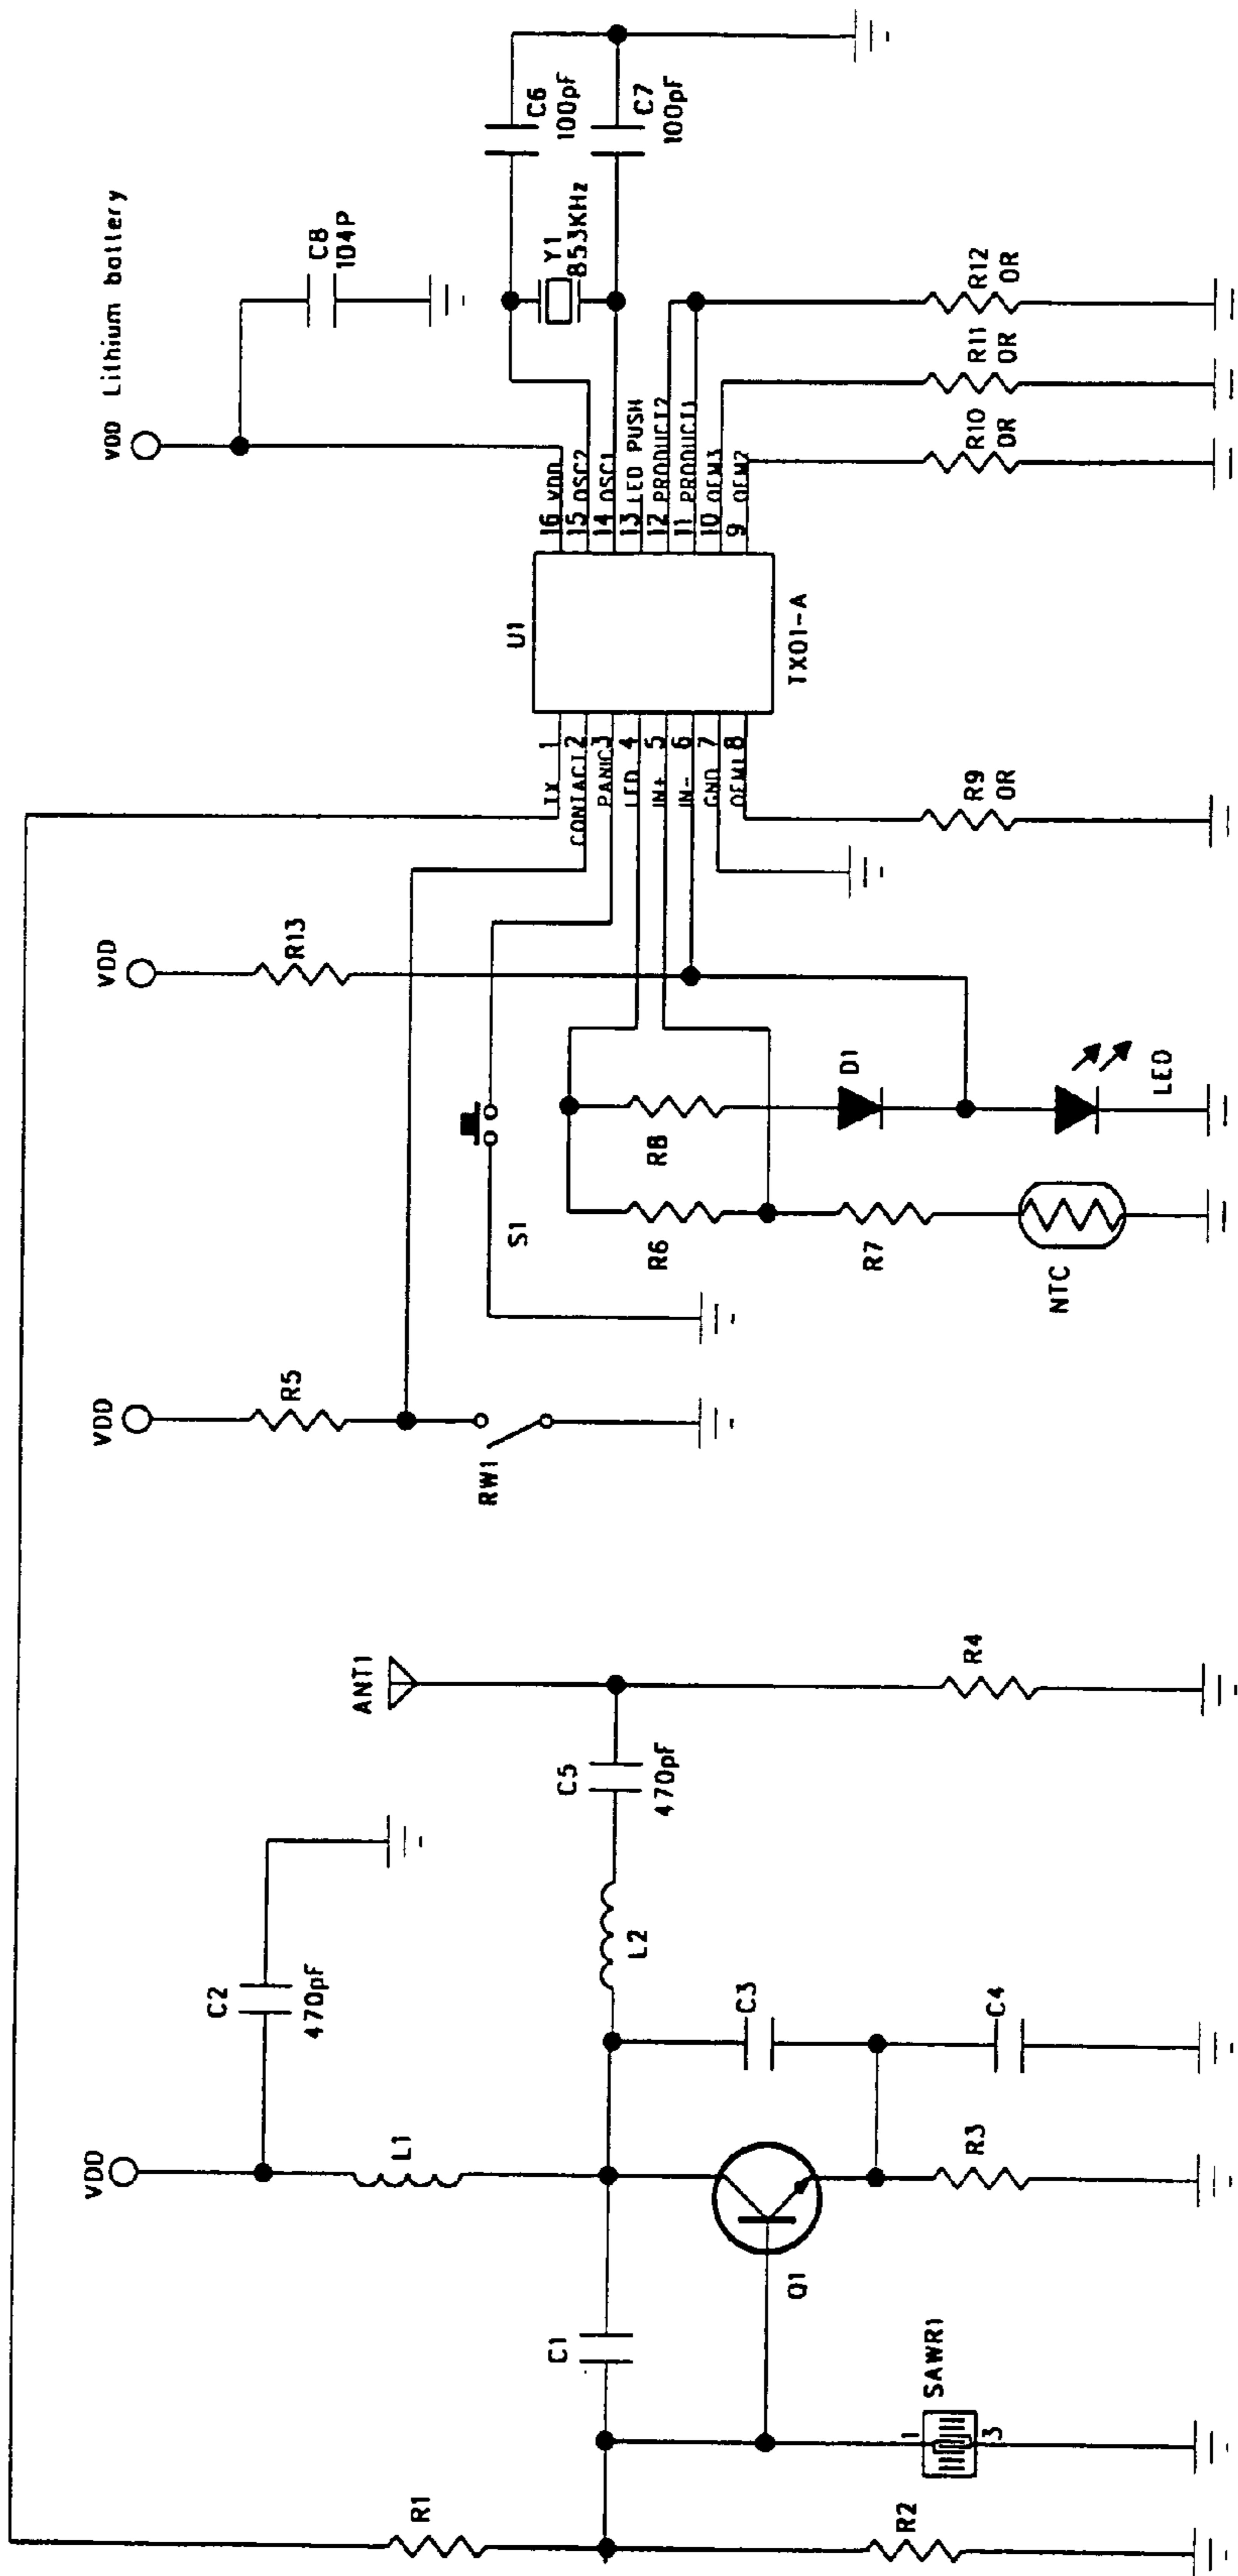 VDD
C2
470pF
L1
R1
C1
L2
C5
470pF
ANT1
C3
Q1
SAWR1
1
3
R2
R3
C4
R4
VDD
R5
RW1
S1
VDD
R13
R6
R8
R7
D1
NTC
LED
TX
CONTACT
PANIC
LED
IN+
IN-
GND
OEM1
1
2
3
4
5
6
7
8
R9
0R
U1
TX01-A
16 VDD
15 OSC2
14 OSC1
13 LED PUSH
12 PRODUCT2
11 PRODUCT1
10 OEM3
9 OEM2
VDD Lithium battery
C8
104P
C6
100pF
Y1
853KHz
C7
100pF
R10
0R
R11
0R
R12
0R